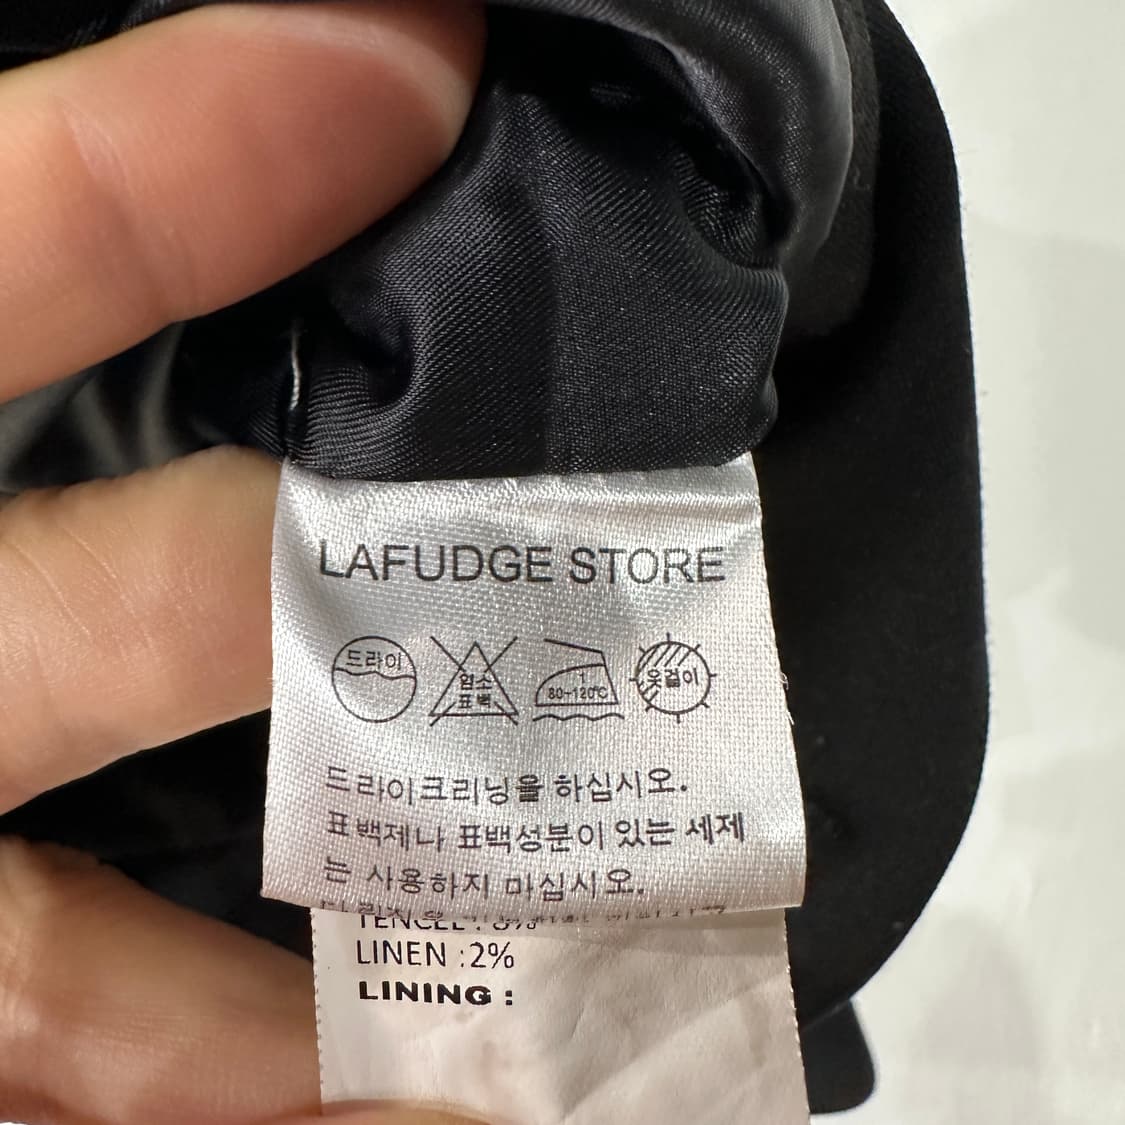 LAFUDGE STORE
드라이
염소
표백
1
80~120℃
옷걸이
드라이크리닝을 하십시오.
표백제나 표백성분이 있는 세제
는 사용하지 마십시오.
TENCEL :
LINEN :2%
LINING :